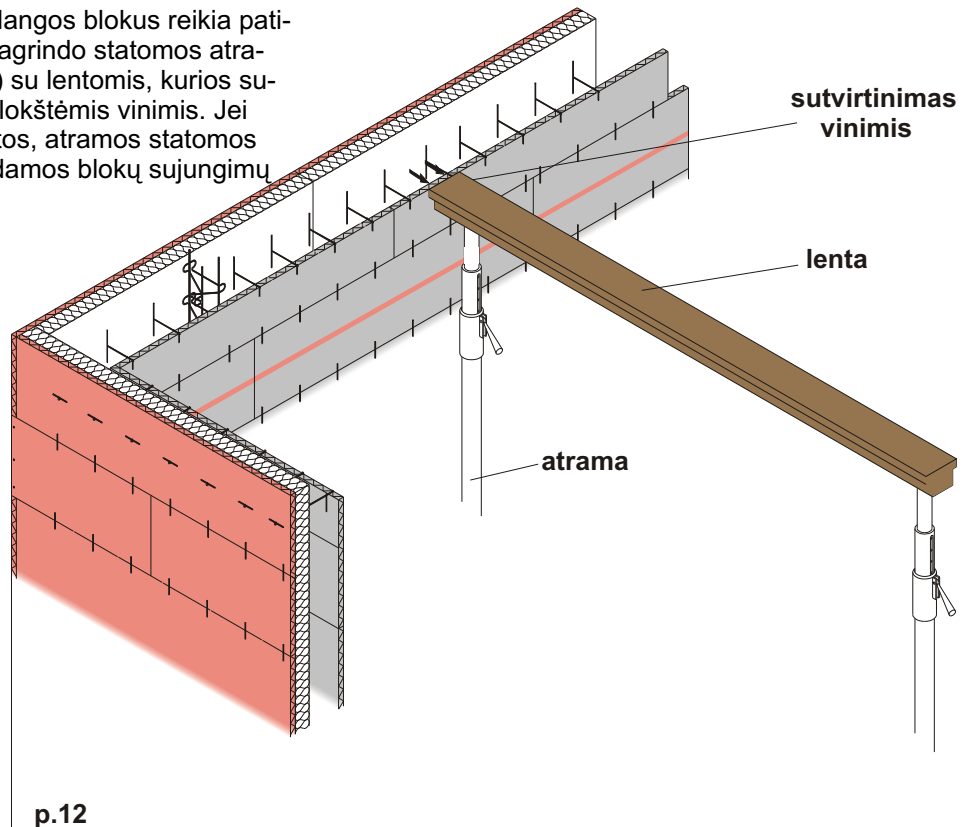 langos blokus reikia pati-
agrindo statomos atra-
) su lentomis, kurios su-
lokštėmis vinimis. Jei
tos, atramos statomos
damos blokų sujungimų
sutvirtinimas
vinimis
lenta
atrama
p.12